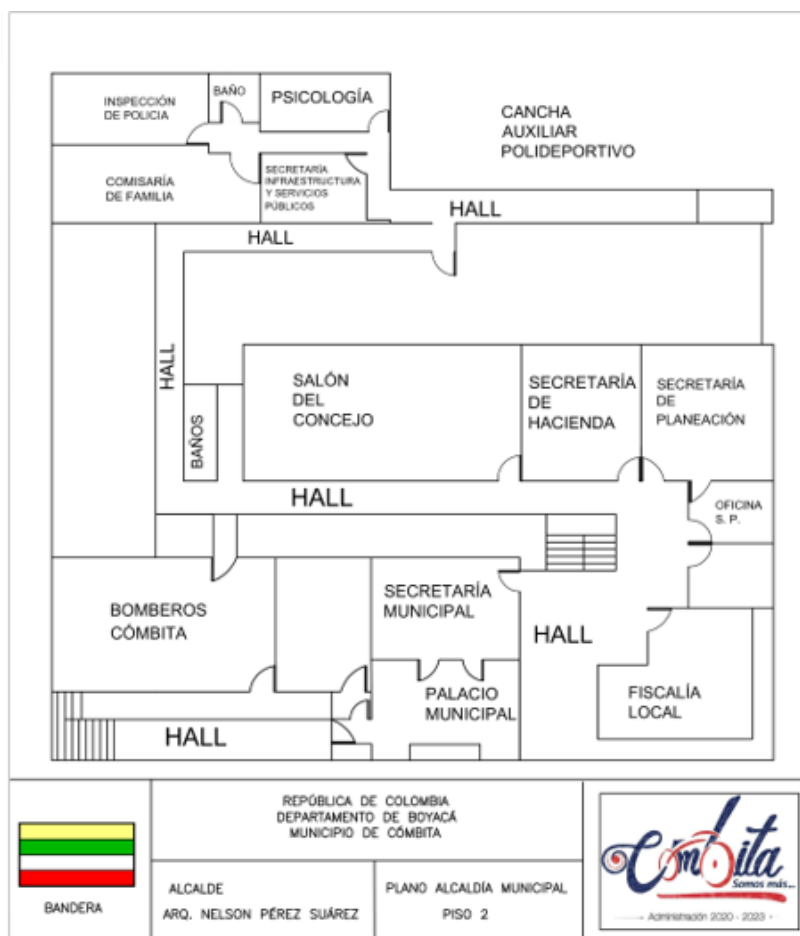 INSPECCIÓN
DE POLICIA
BAÑO
PSICOLOGÍA
CANCHA
AUXILIAR
POLIDEPORTIVO
COMISARÍA
DE FAMILIA
SECRETARÍA
INFRAESTRUCTURA
Y SERVICIOS
PÚBLICOS
HALL
HALL
HALL
SALÓN
DEL
CONCEJO
SECRETARÍA
DE
HACIENDA
SECRETARÍA
DE
PLANEACIÓN
BAÑOS
HALL
OFICINA
S. P.
BOMBEROS
CÓMBITA
SECRETARÍA
MUNICIPAL
HALL
PALACIO
MUNICIPAL
FISCALÍA
LOCAL
HALL
BANDERA
REPÚBLICA DE COLOMBIA
DEPARTAMENTO DE BOYACÁ
MUNICIPIO DE CÓMBITA
ALCALDE
ARQ. NELSON PÉREZ SUÁREZ
PLANO ALCALDÍA MUNICIPAL
PISO 2
Cómbita
Somos más...
Administración 2020 - 2023